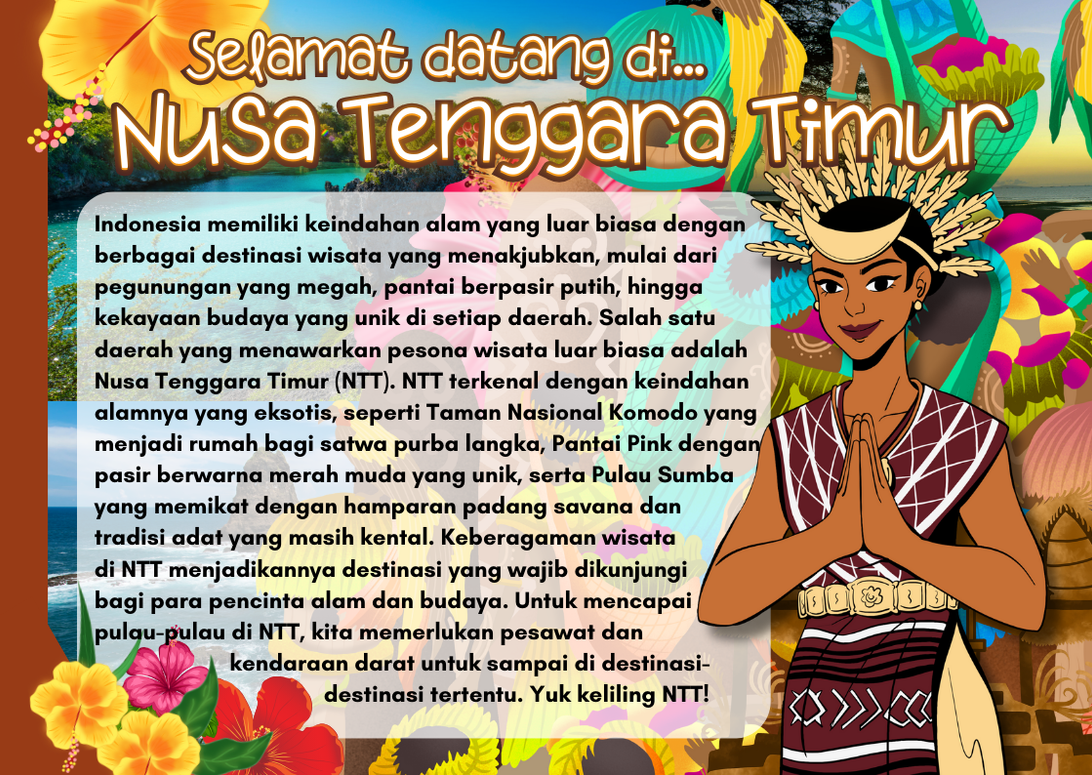 Selamat datang di...
Nusa Tenggara Timur
Indonesia memiliki keindahan alam yang luar biasa dengan
berbagai destinasi wisata yang menakjubkan, mulai dari
pegunungan yang megah, pantai berpasir putih, hingga
kekayaan budaya yang unik di setiap daerah. Salah satu
daerah yang menawarkan pesona wisata luar biasa adalah
Nusa Tenggara Timur (NTT). NTT terkenal dengan keindahan
alamnya yang eksotis, seperti Taman Nasional Komodo yang
menjadi rumah bagi satwa purba langka, Pantai Pink dengan
pasir berwarna merah muda yang unik, serta Pulau Sumba
yang memikat dengan hamparan padang savana dan
tradisi adat yang masih kental. Keberagaman wisata
di NTT menjadikannya destinasi yang wajib dikunjungi
bagi para pencinta alam dan budaya. Untuk mencapai
pulau-pulau di NTT, kita memerlukan pesawat dan
kendaraan darat untuk sampai di destinasi-
destinasi tertentu. Yuk keliling NTT!